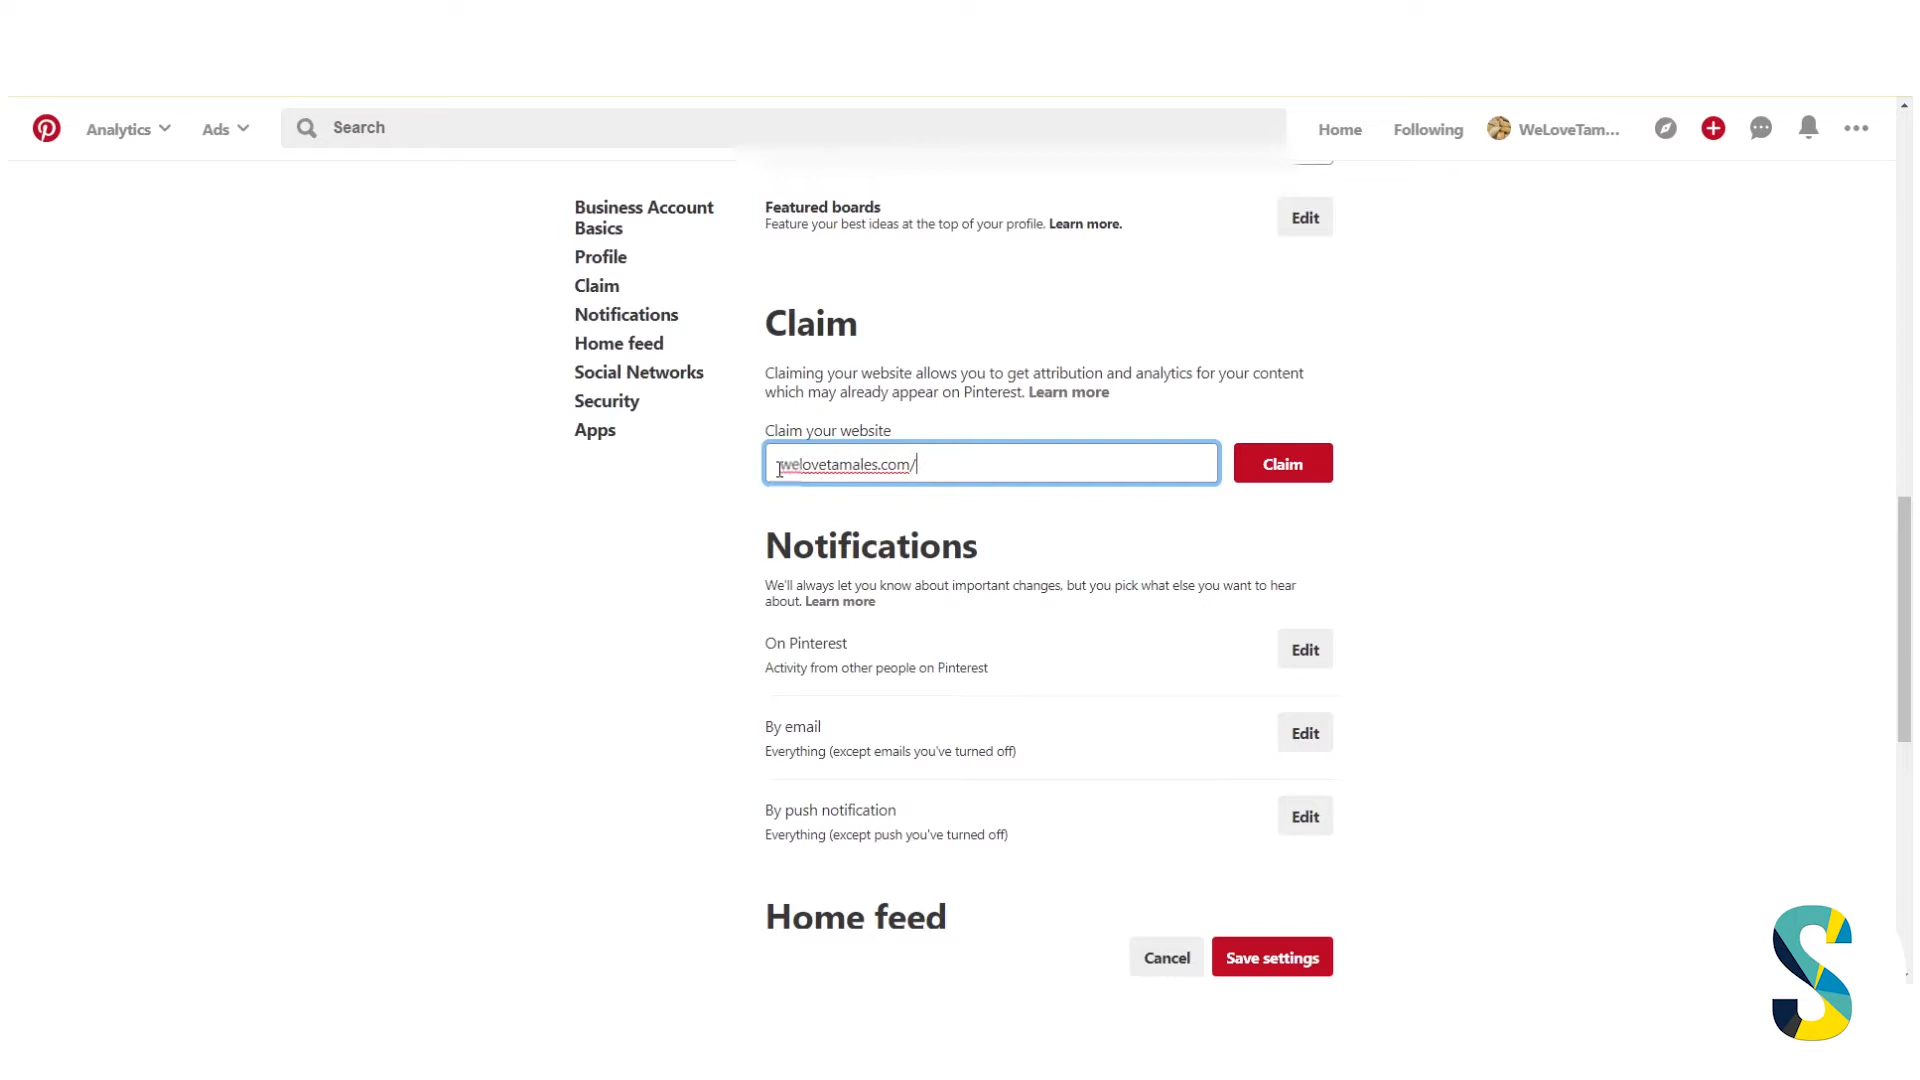 Analytics Ads Search Home Following WeLoveTam...
Business Account
Basics
Profile
Claim
Notifications
Home feed
Social Networks
Security
Apps
Featured boards
Feature your best ideas at the top of your profile. Learn more.
Edit
Claim
Claiming your website allows you to get attribution and analytics for your content
which may already appear on Pinterest. Learn more
Claim your website
welovetamales.com/
Claim
Notifications
We'll always let you know about important changes, but you pick what else you want to hear
about. Learn more
On Pinterest
Activity from other people on Pinterest
Edit
By email
Everything (except emails you've turned off)
Edit
By push notification
Everything (except push you've turned off)
Edit
Home feed
Cancel Save settings
S